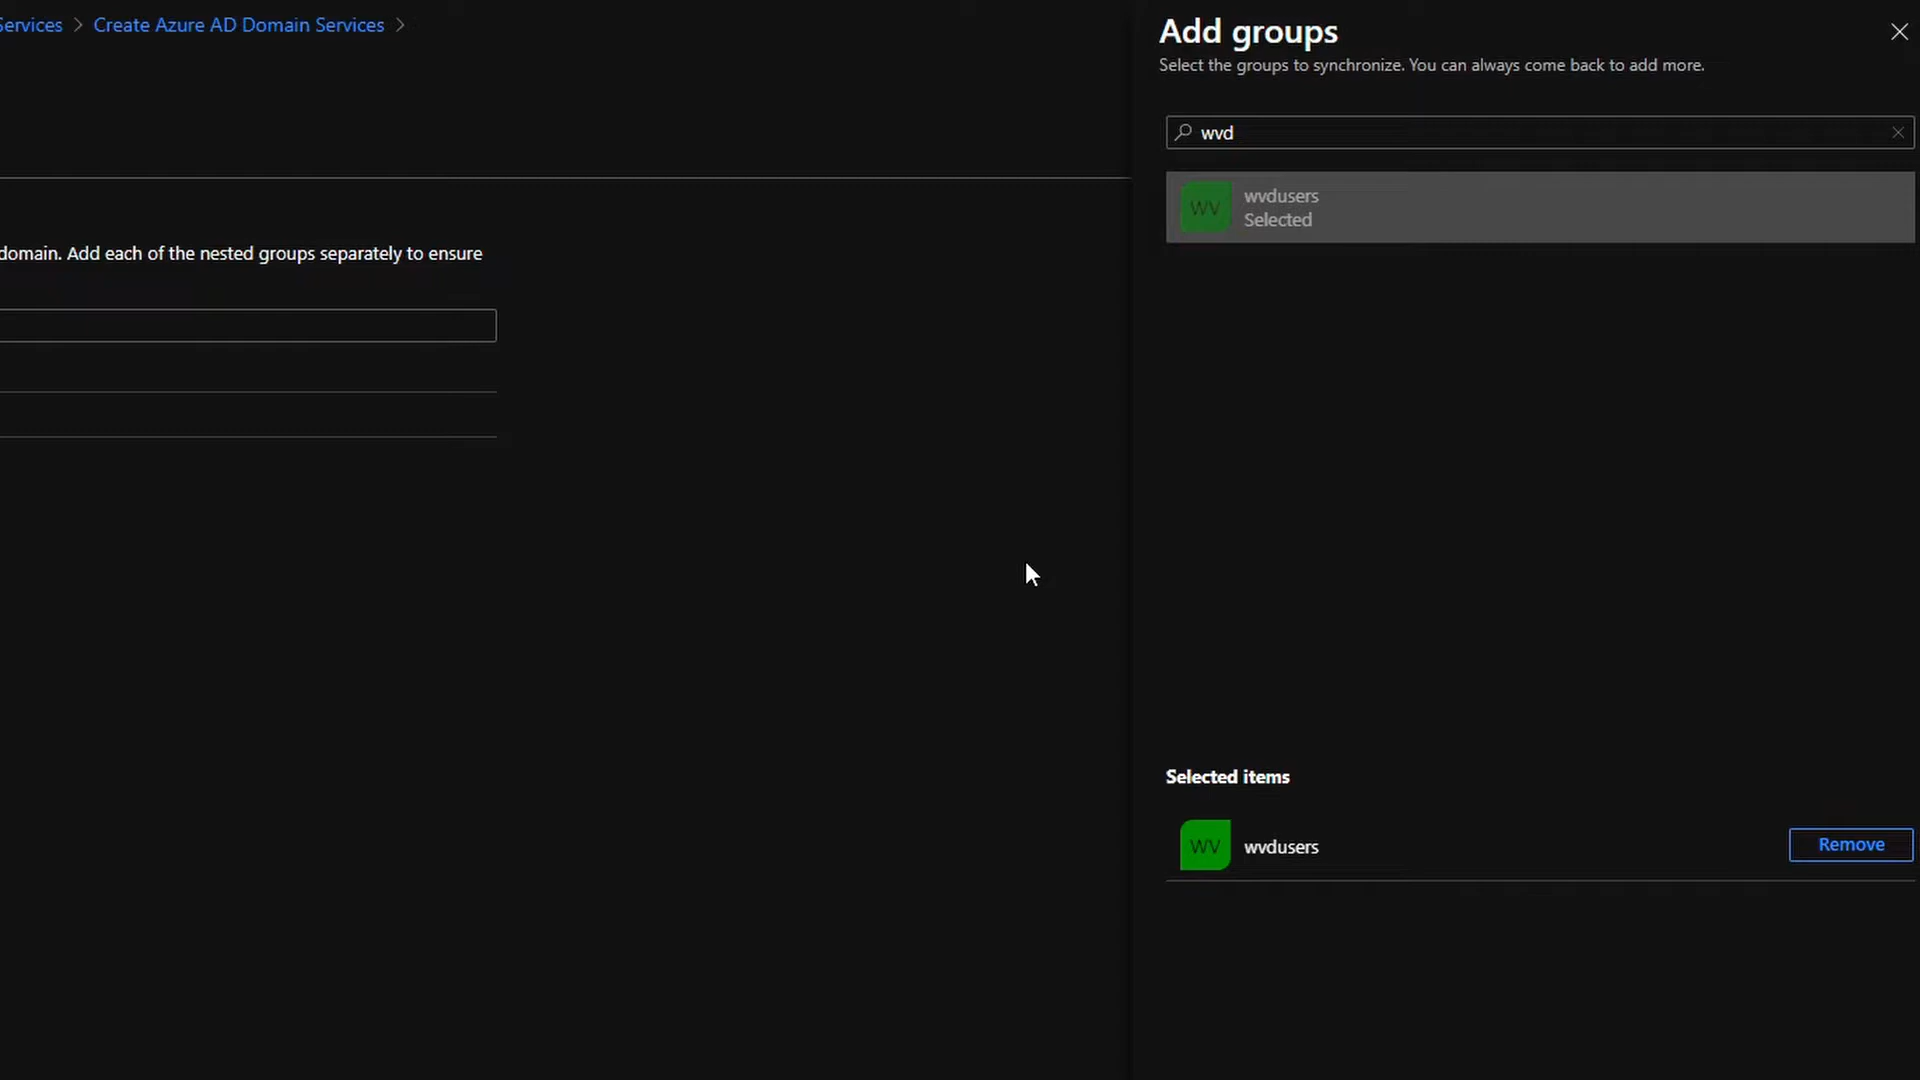 Services > Create Azure AD Domain Services >
domain. Add each of the nested groups separately to ensure
Add groups
Select the groups to synchronize. You can always come back to add more.
wvd
WV
wvdusers
Selected
Selected items
WV
wvdusers
Remove